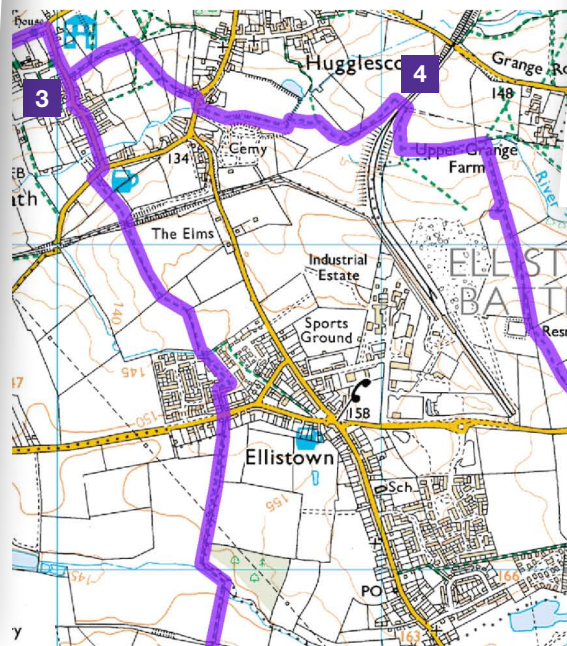 House
Hugglesco
4
Grange
148
3
134
Cemy
Upper Grange
Farm
River
EB
ath
The Elms
Industrial
Estate
ELLIST
BATT
140
Sports
Ground
Resr
145
47
150
158
Ellistown
155
Sch
145
166
PO
163
ry